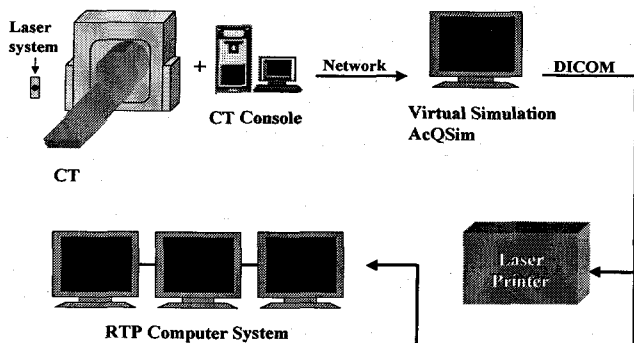 Laser
system
CT
+
CT Console
Network
Virtual Simulation
AcQSim
DICOM
Laser
Printer
RTP Computer System